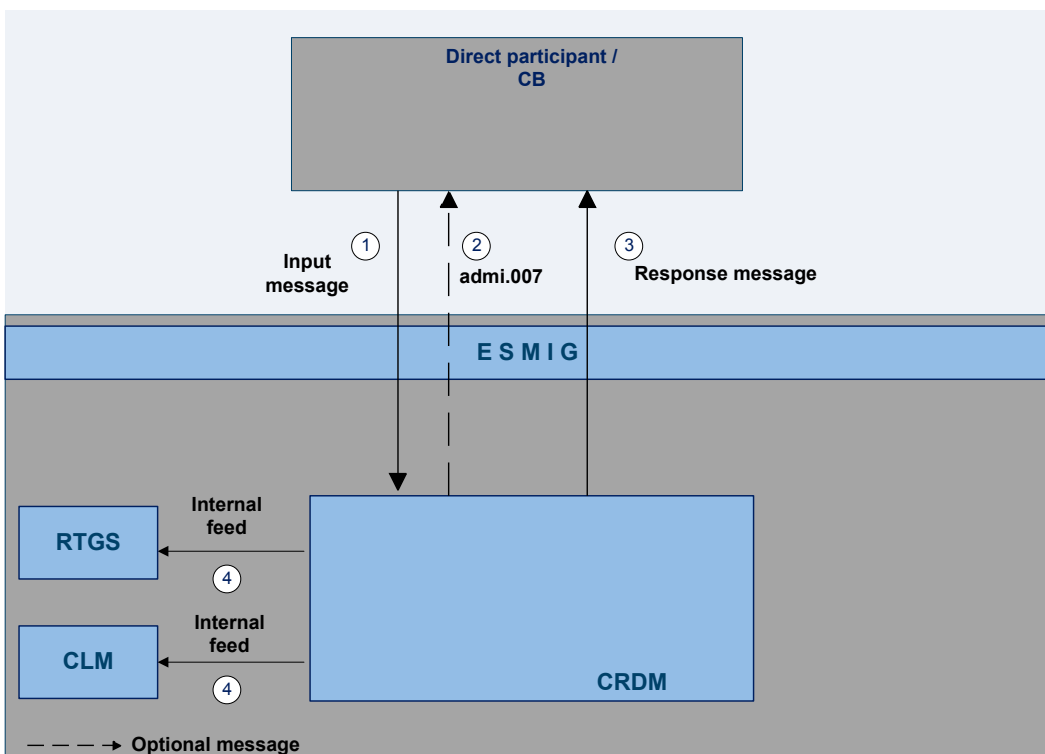 Direct participant /
CB
1
2
3
Input
message
admi.007
Response message
E S M I G
Internal
feed
RTGS
4
Internal
feed
CLM
4
CRDM
Optional message